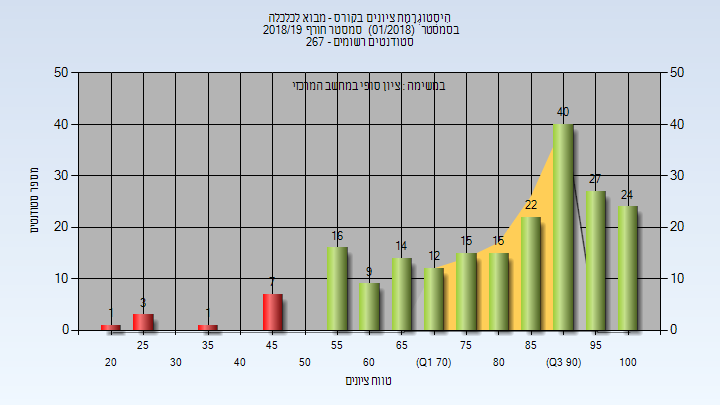 היסטוגרמת ציונים בקורס - מבוא לכלכלה
בסמסטר (01/2018) סמסטר חורף 2018/19
סטודנטים רשומים - 267
במשימה : ציון סופי במחשב המרכזי
מספר סטודנטים
50 50
40 40
30 30
20 20
10 10
0 0
1 3 1 7 16 9 14 12 15 15 22 40 27 24
25 35 45 55 65 75 85 95
20 30 40 50 60 (Q1 70) 80 (Q3 90) 100
טווח ציונים